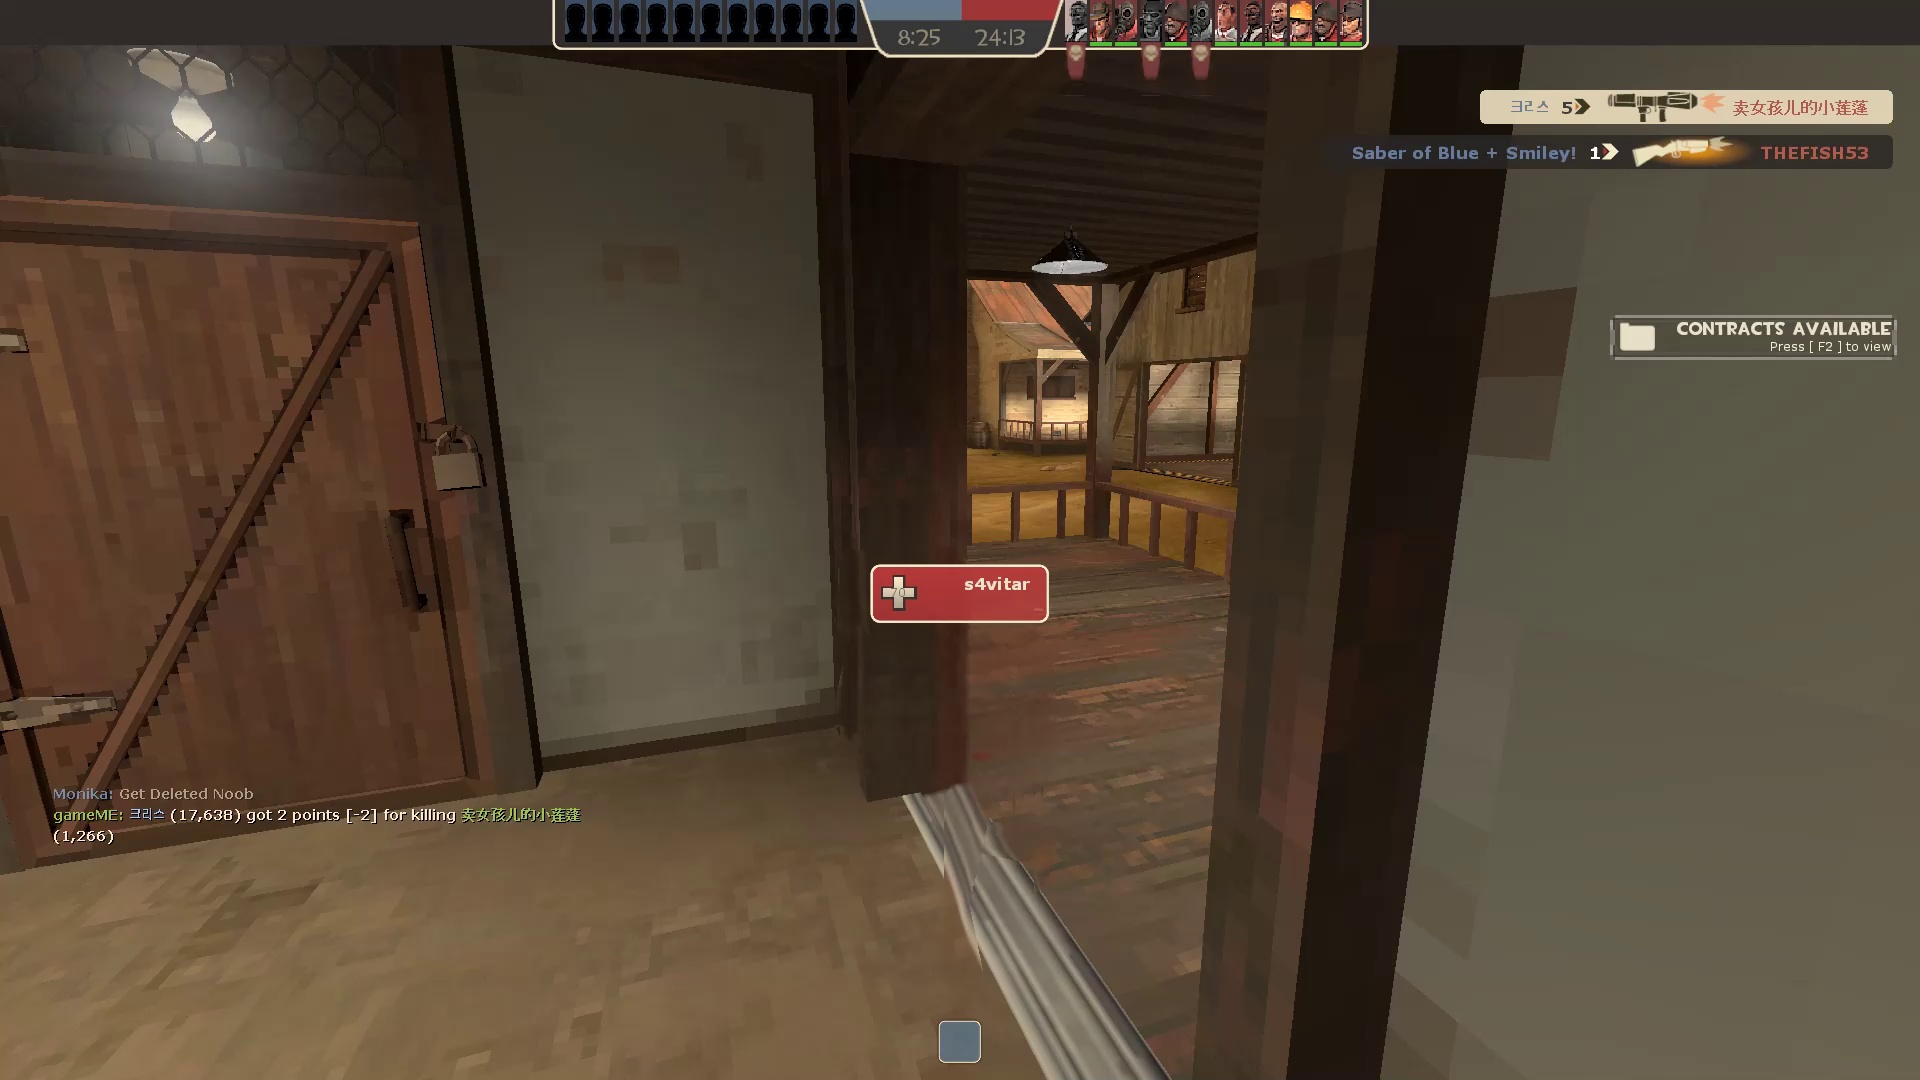 8:25 24:13
크리스 5 卖女孩儿的小莲蓬
Saber of Blue + Smiley! 1 THEFISH53
CONTRACTS AVAILABLE
Press [ F2 ] to view
s4vitar
Monika: Get Deleted Noob
gameME: 크리스 (17,638) got 2 points [-2] for killing 卖女孩儿的小莲蓬
(1,266)